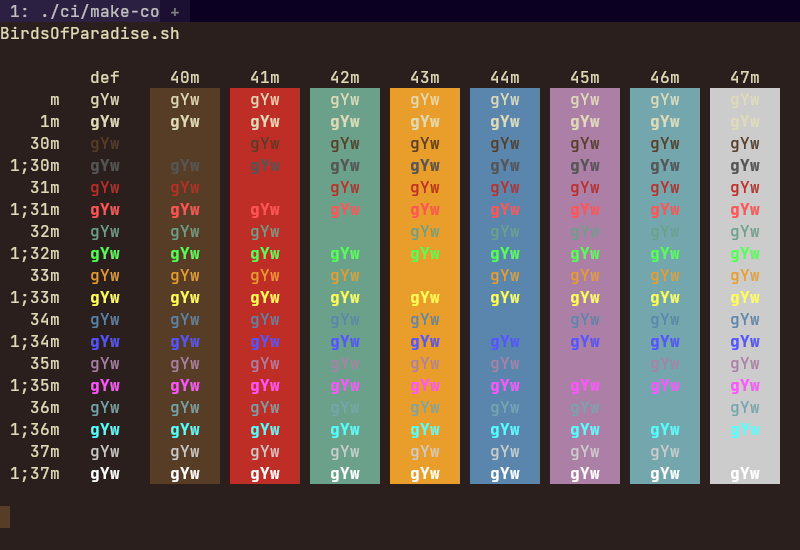 1: ./ci/make-co +
BirdsOfParadise.sh
def 40m 41m 42m 43m 44m 45m 46m 47m
m gYw gYw gYw gYw gYw gYw gYw gYw gYw
1m gYw gYw gYw gYw gYw gYw gYw gYw gYw
30m gYw gYw gYw gYw gYw gYw gYw gYw
1;30m gYw gYw gYw gYw gYw gYw gYw gYw gYw
31m gYw gYw gYw gYw gYw gYw gYw gYw
1;31m gYw gYw gYw gYw gYw gYw gYw gYw gYw
32m gYw gYw gYw gYw gYw gYw gYw gYw
1;32m gYw gYw gYw gYw gYw gYw gYw gYw gYw
33m gYw gYw gYw gYw gYw gYw gYw gYw
1;33m gYw gYw gYw gYw gYw gYw gYw gYw gYw
34m gYw gYw gYw gYw gYw gYw gYw gYw
1;34m gYw gYw gYw gYw gYw gYw gYw gYw gYw
35m gYw gYw gYw gYw gYw gYw gYw gYw
1;35m gYw gYw gYw gYw gYw gYw gYw gYw gYw
36m gYw gYw gYw gYw gYw gYw gYw gYw
1;36m gYw gYw gYw gYw gYw gYw gYw gYw gYw
37m gYw gYw gYw gYw gYw gYw gYw gYw
1;37m gYw gYw gYw gYw gYw gYw gYw gYw gYw